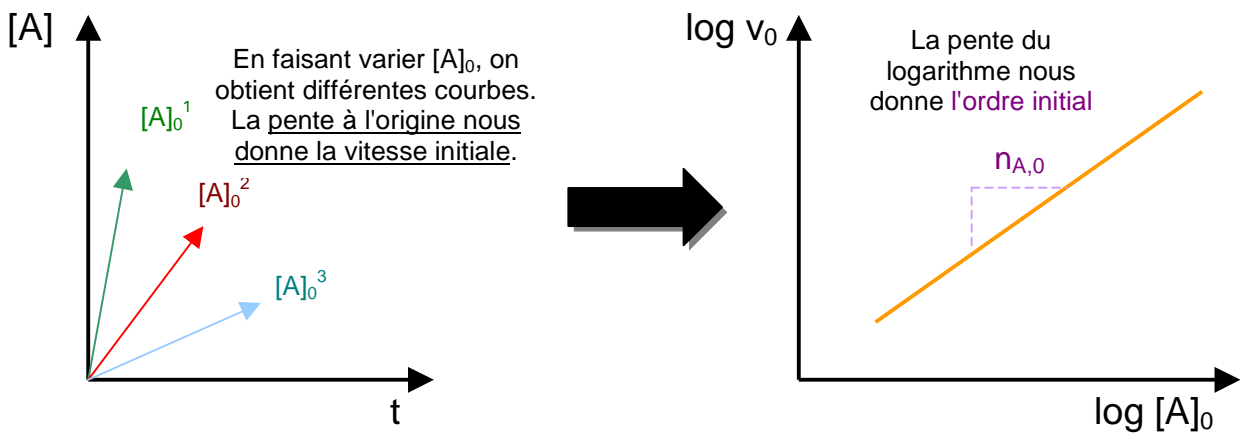 [A]
En faisant varier [A]₀, on
obtient différentes courbes.
La pente à l'origine nous
donne la vitesse initiale.
[A]₀¹
[A]₀²
[A]₀³
t
log v₀
La pente du
logarithme nous
donne l'ordre initial
n_A,0
log [A]₀